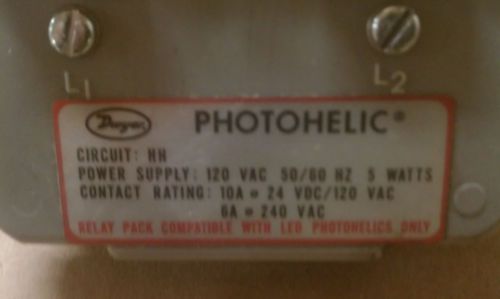 L1 L2
Dwyer PHOTOHELIC®
CIRCUIT: HH
POWER SUPPLY: 120 VAC 50/60 HZ 5 WATTS
CONTACT RATING: 10A @ 24 VDC/120 VAC
6A @ 240 VAC
RELAY PACK COMPATIBLE WITH LED PHOTOHELICS ONLY